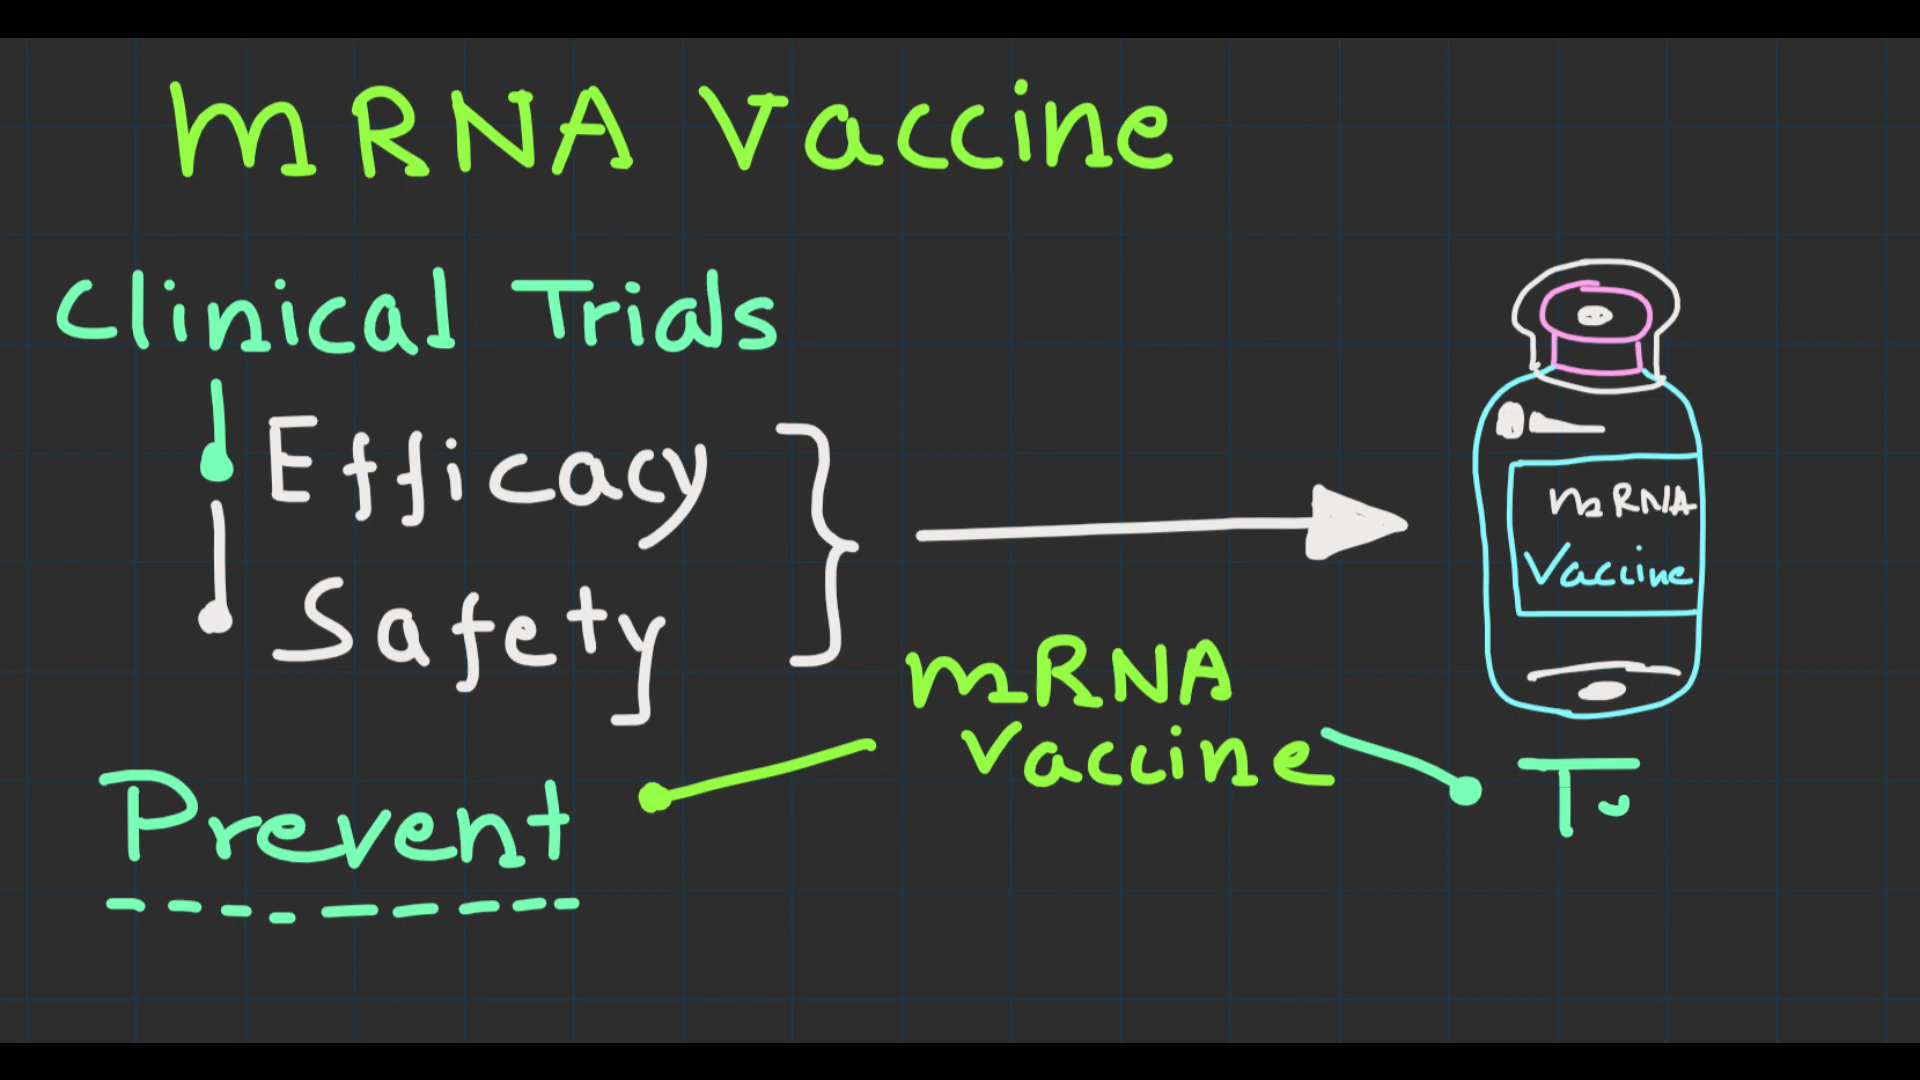 mRNA Vaccine
Clinical Trials
Efficacy
Safety
mRNA
Vaccine
mRNA
Vaccine
Prevent